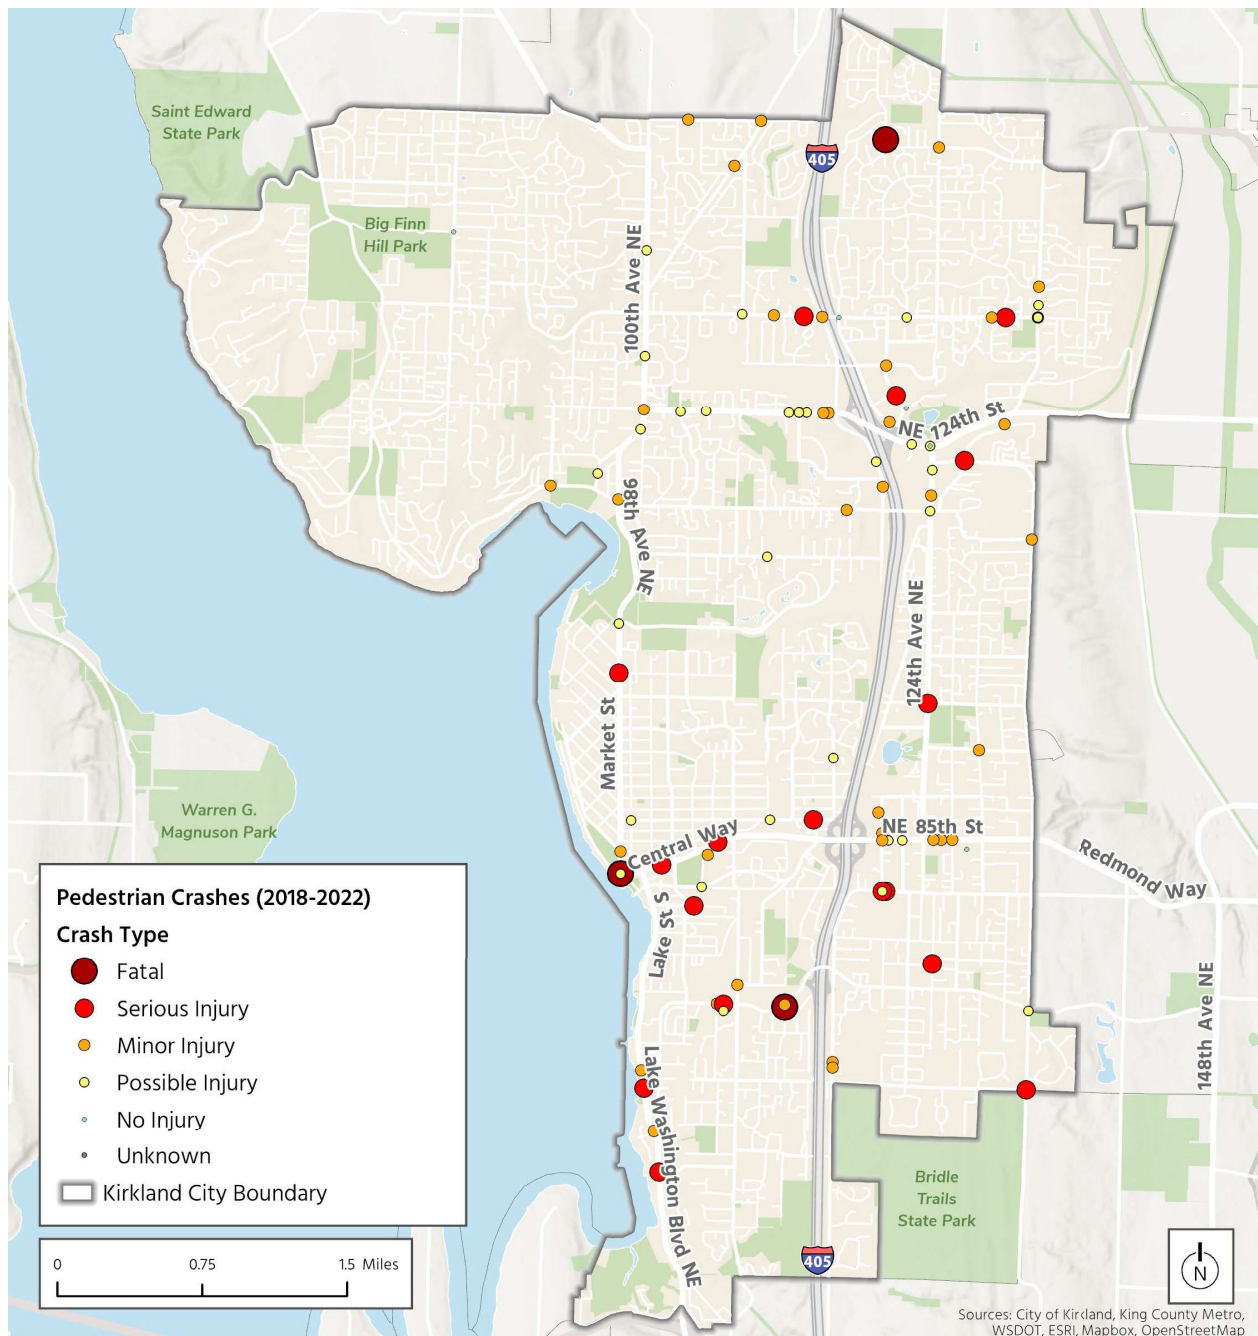 Saint Edward
State Park
405
Big Finn
Hill Park
100th Ave NE
NE 124th St
98th Ave NE
124th Ave NE
Market St
Warren G.
Magnuson Park
NE 85th St
Central Way
Redmond Way
Lake St S
148th Ave NE
Lake Washington Blvd NE
Bridle
Trails
State Park
405
Pedestrian Crashes (2018-2022)
Crash Type
Fatal
Serious Injury
Minor Injury
Possible Injury
No Injury
Unknown
Kirkland City Boundary
0 0.75 1.5 Miles
N
Sources: City of Kirkland, King County Metro,
WSDOT, ESRI, Mapbox, OpenStreetMap